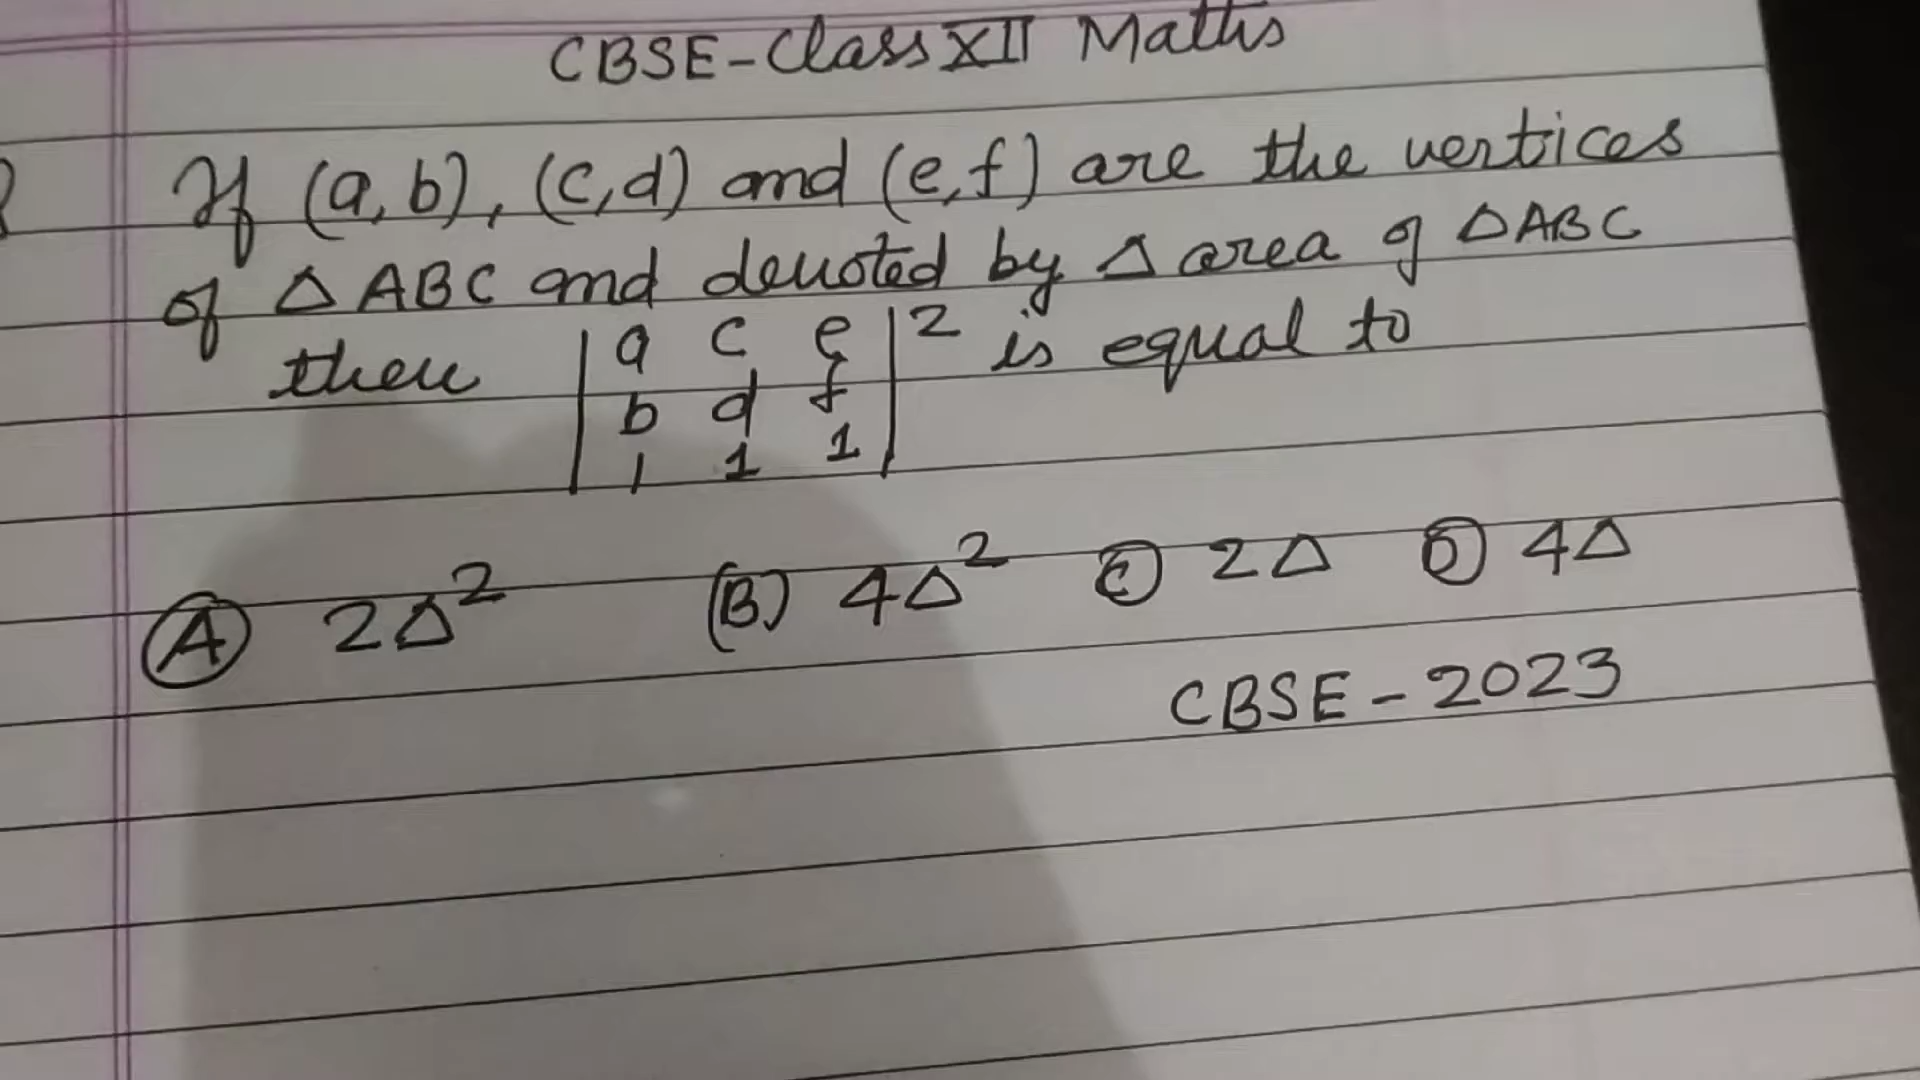 CBSE-Class XII Maths
If (a,b), (c,d) and (e,f) are the vertices
of △ ABC and denoted by △ area of △ABC
then | a c e |² is equal to
b d f
1 1 1
(A) 2△² (B) 4△² (C) 2△ (D) 4△
CBSE - 2023